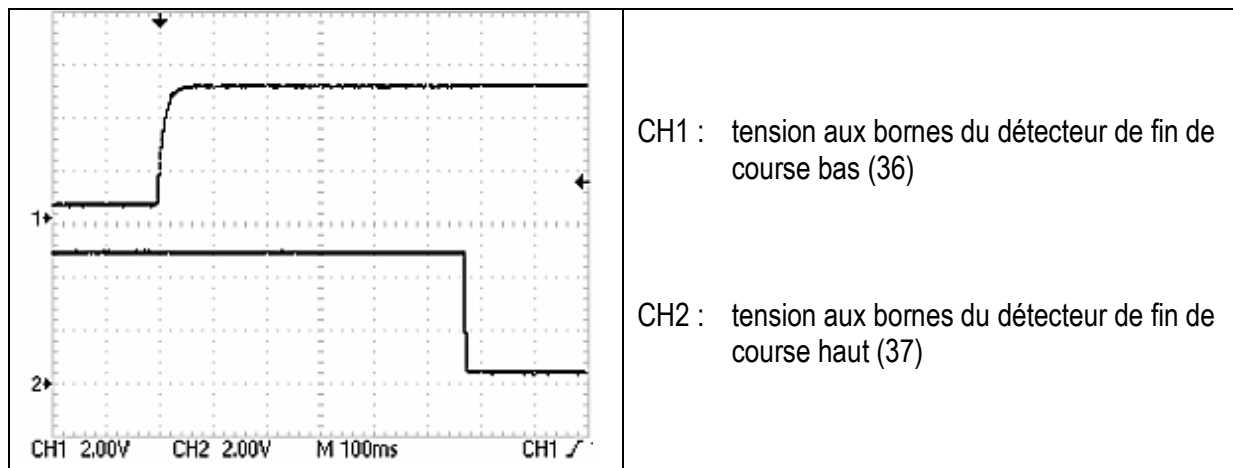 1
2
CH1 2.00V CH2 2.00V M 100ms CH1
CH1 : tension aux bornes du détecteur de fin de
course bas (36)
CH2 : tension aux bornes du détecteur de fin de
course haut (37)